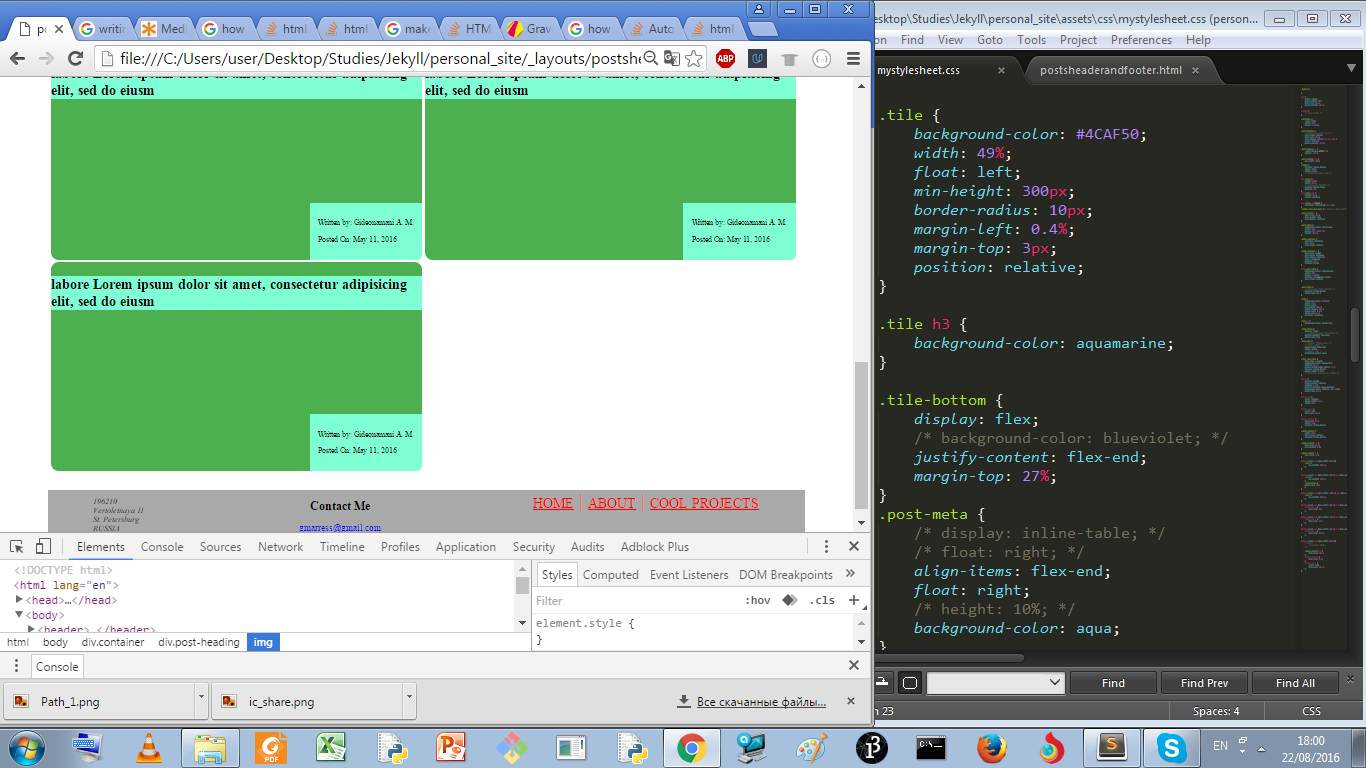 esktop\Studies\Jekyll\personal_site\assets\css\mystylesheet.css (person...
on Find View Goto Tools Project Preferences Help
writin
Medi
how
html
html
make
HTM
Grav
how
Auto
html
file:///C:/Users/user/Desktop/Studies/Jekyll/personal_site/_layouts/postshe
ABP
mystylesheet.css
postsheaderandfooter.html
elit, sed do eiusm
elit, sed do eiusm
Written by: Gideonamani A. M.
Posted On: May 11, 2016
Written by: Gideonamani A. M.
Posted On: May 11, 2016
labore Lorem ipsum dolor sit amet, consectetur adipisicing
elit, sed do eiusm
Written by: Gideonamani A. M.
Posted On: May 11, 2016
196210
Vertoletnaya 11
St. Petersburg
RUSSIA
Contact Me
gmarress@gmail.com
HOME ABOUT COOL PROJECTS
Elements Console Sources Network Timeline Profiles Application Security Audits Adblock Plus
<!DOCTYPE html>
<html lang="en">
<head>…</head>
<body>
<header>…</header>
html body div.container div.post-heading img
Styles Computed Event Listeners DOM Breakpoints »
Filter :hov .cls +
element.style {
}
Console
Path_1.png
ic_share.png
Все скачанные файлы...
.tile {
background-color: #4CAF50;
width: 49%;
float: left;
min-height: 300px;
border-radius: 10px;
margin-left: 0.4%;
margin-top: 3px;
position: relative;
}
.tile h3 {
background-color: aquamarine;
}
.tile-bottom {
display: flex;
/* background-color: blueviolet; */
justify-content: flex-end;
margin-top: 27%;
}
.post-meta {
/* display: inline-table; */
/* float: right; */
align-items: flex-end;
float: right;
/* height: 10%; */
background-color: aqua;
}
Find
Find Prev
Find All
n 23
Spaces: 4
CSS
PDF
EN
18:00
22/08/2016